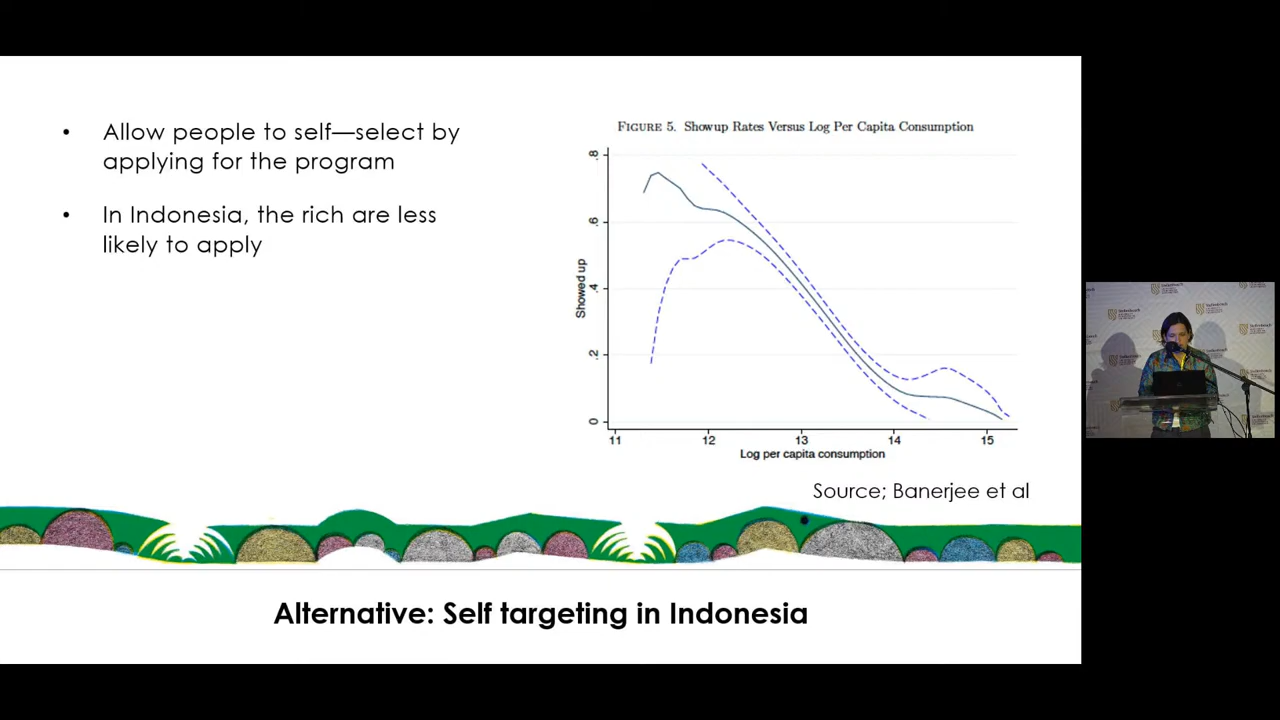 • Allow people to self—select by
applying for the program
• In Indonesia, the rich are less
likely to apply
FIGURE 5. Showup Rates Versus Log Per Capita Consumption
Showed up
.8
.6
.4
.2
0
11 12 13 14 15
Log per capita consumption
Source; Banerjee et al
Alternative: Self targeting in Indonesia